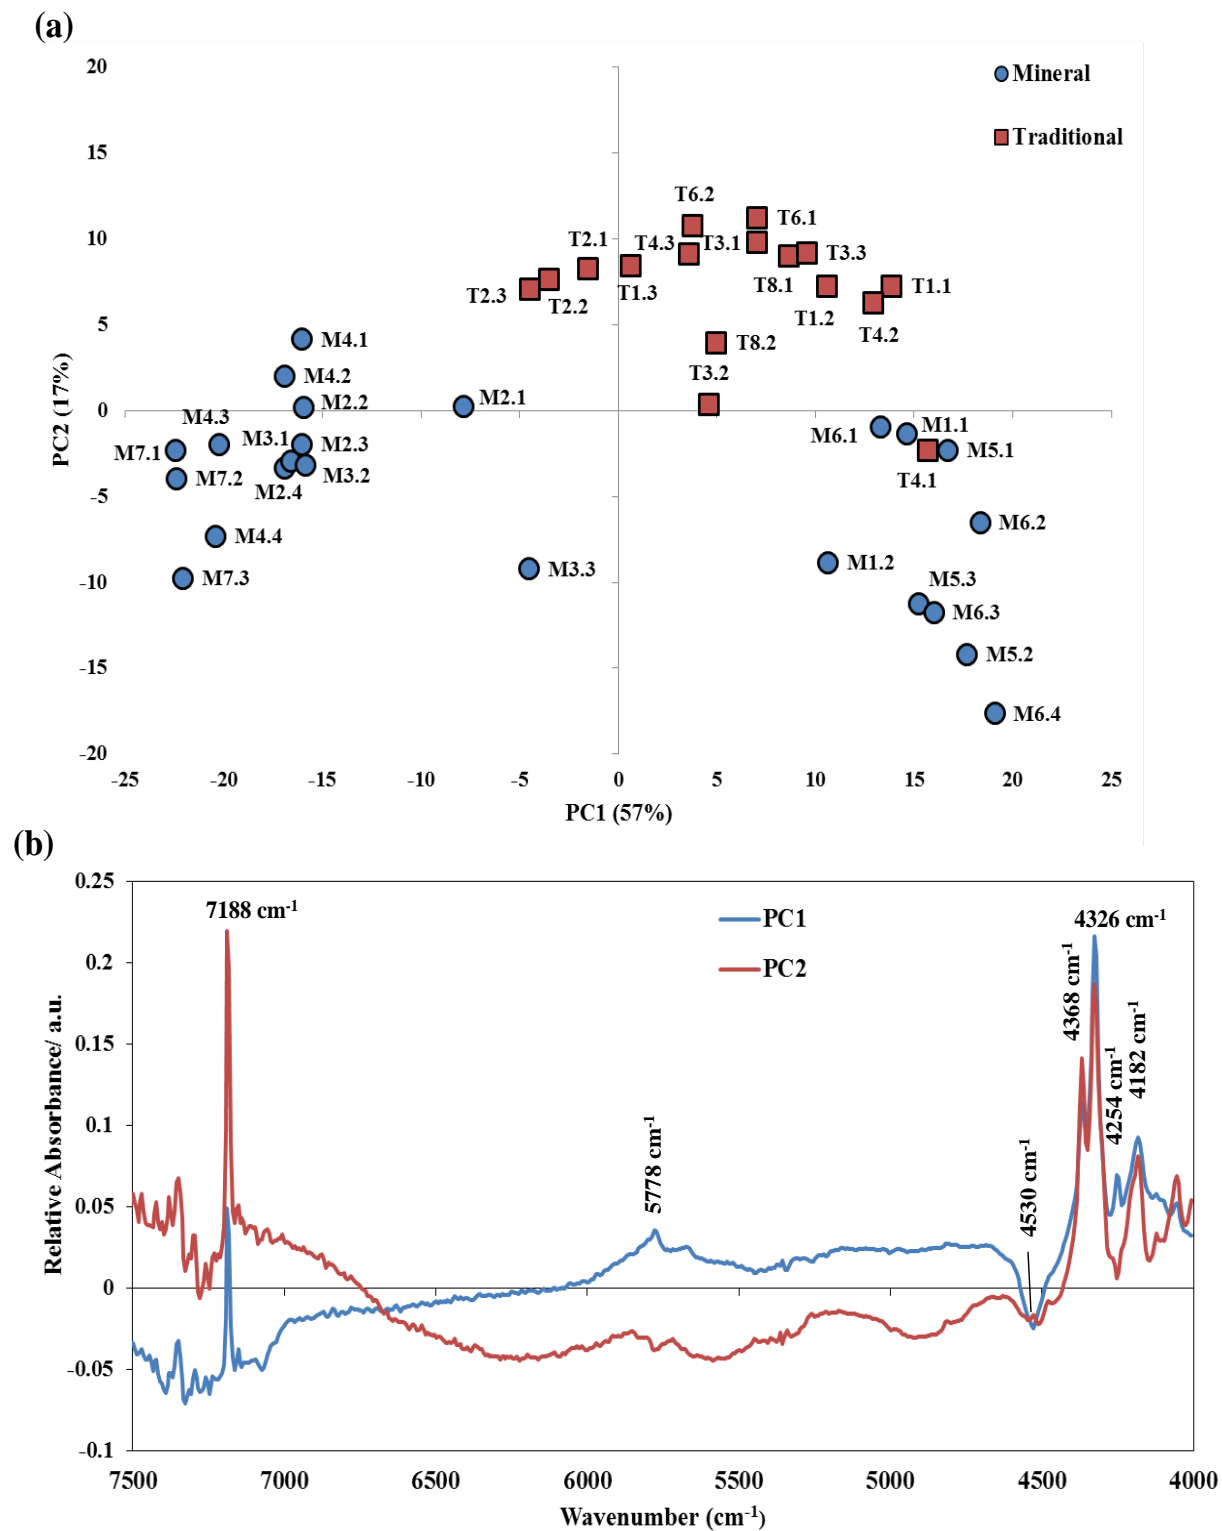 (a)
20
Mineral
15
Traditional
T6.2
T6.1
10
T2.1
T4.3
T3.1
T3.3
T2.3
T2.2
T1.3
T8.1
T1.1
T1.2
T4.2
5
M4.1
T8.2
T3.2
M4.2
M2.2
M2.1
0
M4.3
M3.1
M2.3
M6.1
M1.1
M7.1
M5.1
M7.2
M2.4
M3.2
T4.1
-5
M4.4
M6.2
M7.3
M3.3
M1.2
-10
M5.3
M6.3
-15
M5.2
M6.4
-20
PC2 (17%)
-25 -20 -15 -10 -5 0 5 10 15 20 25
PC1 (57%)
(b)
0.25
7188 cm-1
PC1
4326 cm-1
PC2
0.2
4368 cm-1
0.15
4182 cm-1
4254 cm-1
5778 cm-1
4530 cm-1
0.1
0.05
0
-0.05
-0.1
Relative Absorbance/ a.u.
7500 7000 6500 6000 5500 5000 4500 4000
Wavenumber (cm-1)